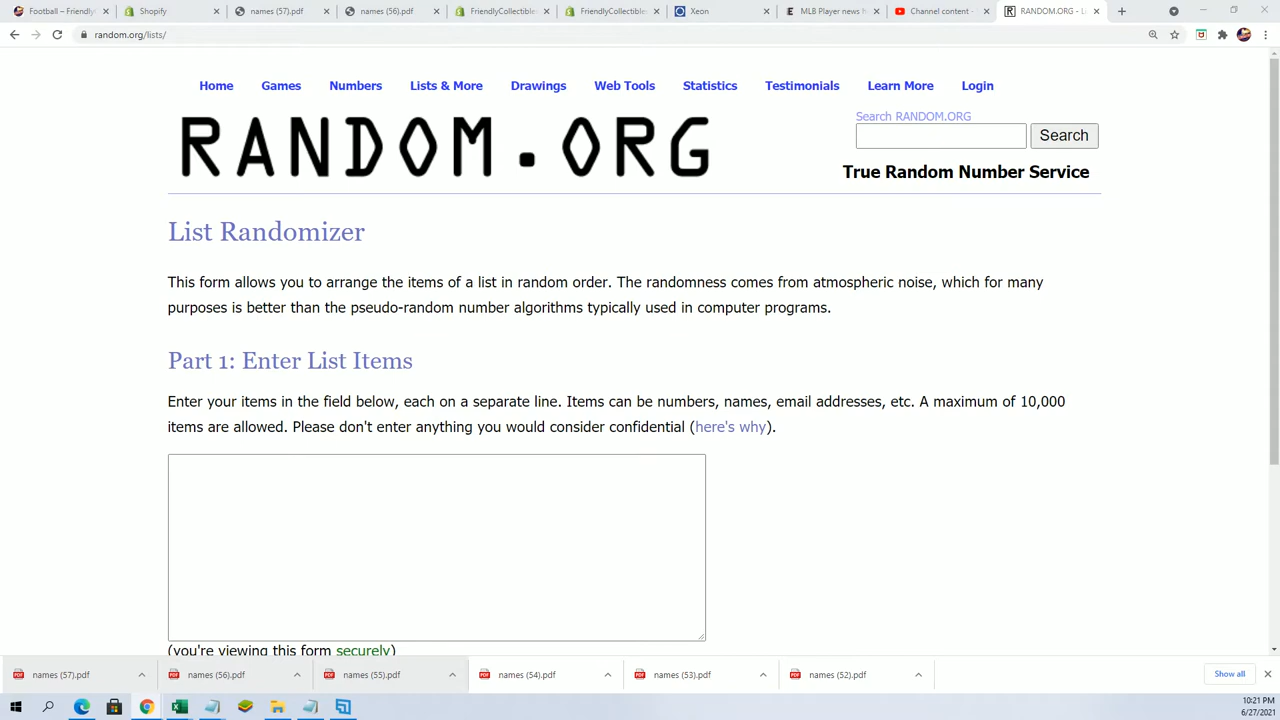 Football – Friendly
Shopify
names (57).pdf
names (56).pdf
FriendlyCollectibles
FriendlyCollectibles
Xeon
MLB Player news h
Channel content -
RANDOM.ORG - Li
random.org/lists/
Home Games Numbers Lists & More Drawings Web Tools Statistics Testimonials Learn More Login
RANDOM.ORG
Search RANDOM.ORG
Search
True Random Number Service
List Randomizer
This form allows you to arrange the items of a list in random order. The randomness comes from atmospheric noise, which for many
purposes is better than the pseudo-random number algorithms typically used in computer programs.
Part 1: Enter List Items
Enter your items in the field below, each on a separate line. Items can be numbers, names, email addresses, etc. A maximum of 10,000
items are allowed. Please don't enter anything you would consider confidential (here's why).
(you're viewing this form securely)
names (57).pdf
names (56).pdf
names (55).pdf
names (54).pdf
names (53).pdf
names (52).pdf
Show all
10:21 PM
6/27/2021